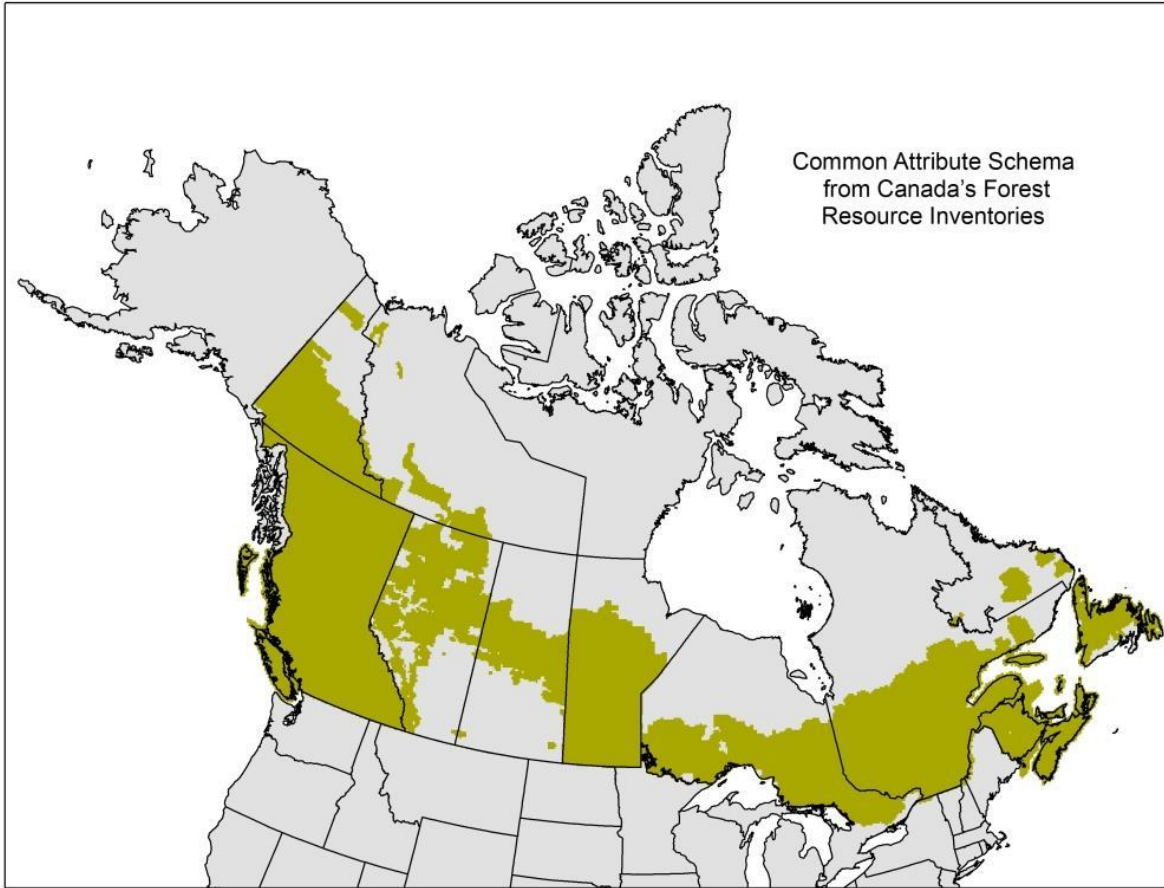 Common Attribute Schema
from Canada's Forest
Resource Inventories